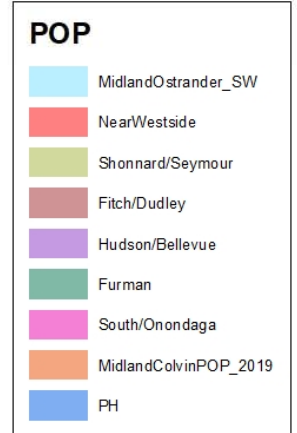 POP
MidlandOstrander_SW
NearWestside
Shonnard/Seymour
Fitch/Dudley
Hudson/Bellevue
Furman
South/Onondaga
MidlandColvinPOP_2019
PH